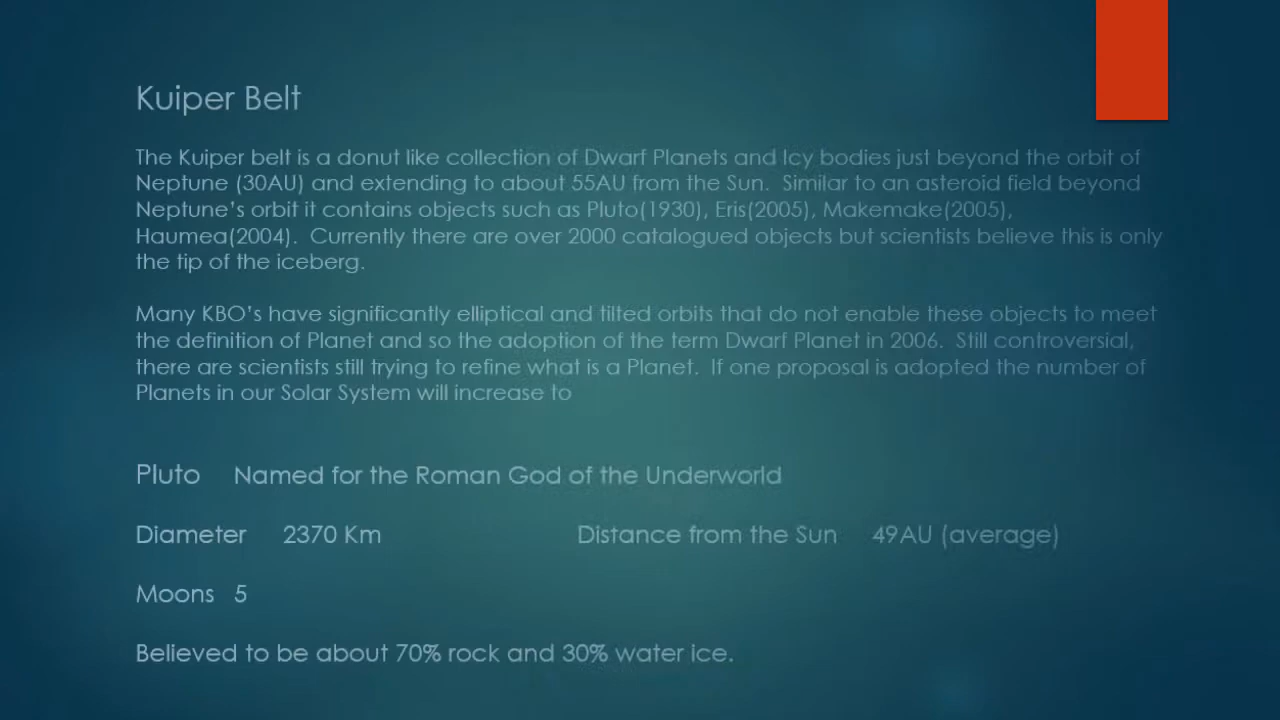 Kuiper Belt
The Kuiper belt is a donut like collection of Dwarf Planets and Icy bodies just beyond the orbit of
Neptune (30AU) and extending to about 55AU from the Sun.  Similar to an asteroid field beyond
Neptune's orbit it contains objects such as Pluto(1930), Eris(2005), Makemake(2005),
Haumea(2004).  Currently there are over 2000 catalogued objects but scientists believe this is only
the tip of the iceberg.
Many KBO's have significantly elliptical and tilted orbits that do not enable these objects to meet
the definition of Planet and so the adoption of the term Dwarf Planet in 2006.  Still controversial,
there are scientists still trying to refine what is a Planet.  If one proposal is adopted the number of
Planets in our Solar System will increase to
Pluto    Named for the Roman God of the Underworld
Diameter    2370 Km    Distance from the Sun    49AU (average)
Moons  5
Believed to be about 70% rock and 30% water ice.